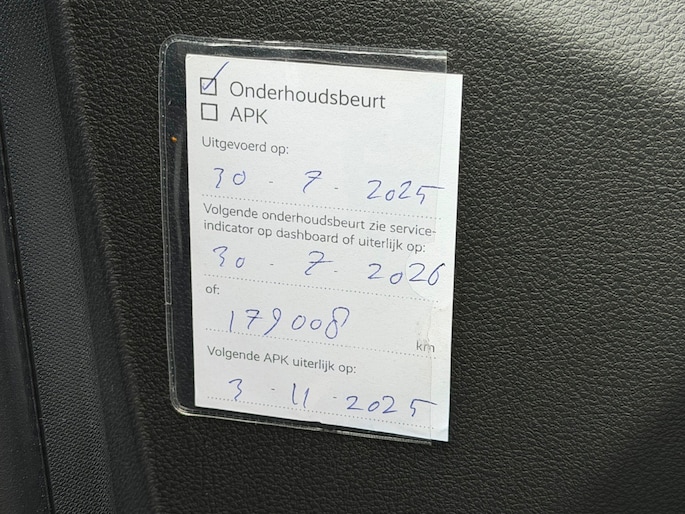 Onderhoudsbeurt
APK
Uitgevoerd op:
30 - 7 - 2025
Volgende onderhoudsbeurt zie service-
indicator op dashboard of uiterlijk op:
30 - 7 - 2026
of:
179008
km
Volgende APK uiterlijk op:
3 - 11 - 2025